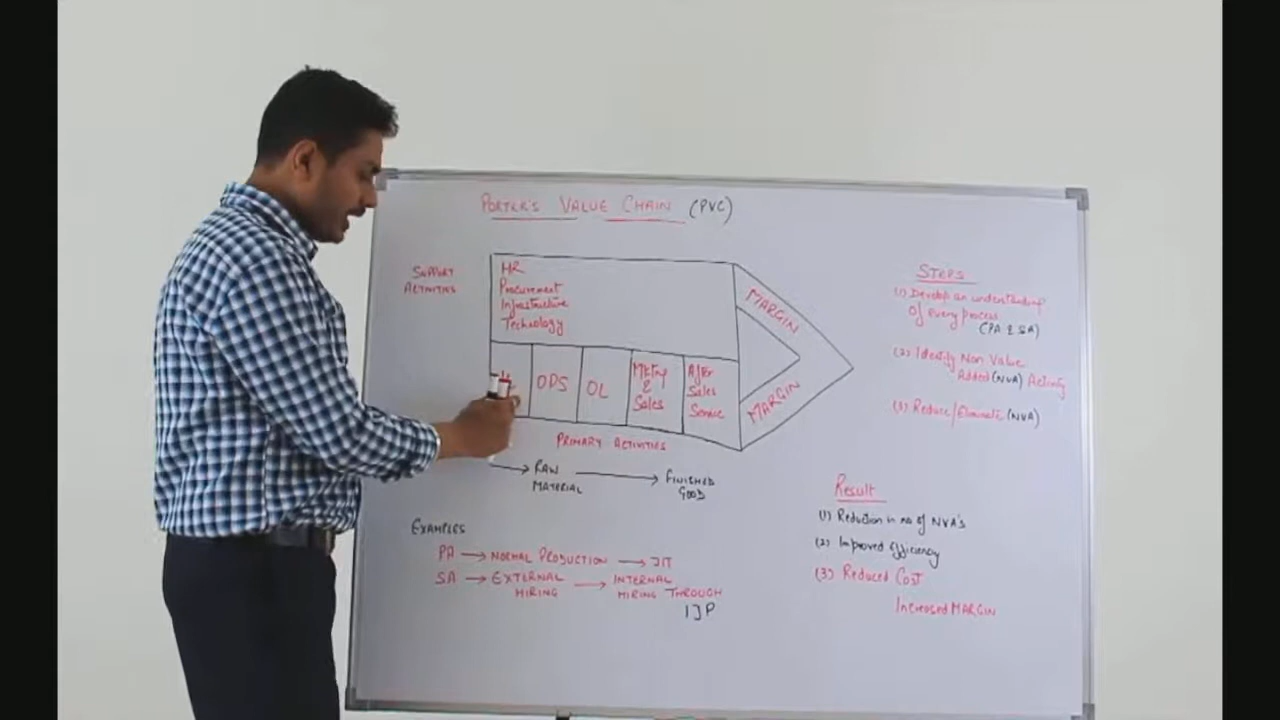 PORTER'S VALUE CHAIN (PVC)
SUPPORT
ACTIVITIES
HR
Procurement
Infrastructure
Technology
OPS
OL
Mkting
&
Sales
After
Sales
Service
MARGIN
MARGIN
PRIMARY ACTIVITIES
→ RAW
MATERIAL
→ FINISHED
GOOD
EXAMPLES
PA → NORMAL PRODUCTION → JIT
SA → EXTERNAL
HIRING
→ INTERNAL
HIRING THROUGH
IJP
STEPS
(1) Develop an understanding
of every process
(PA & SA)
(2) Identify Non Value
Added (NVA) Activity
(3) Reduce/Eliminate (NVA)
Result
(1) Reduction in no of NVA's
(2) Improved Efficiency
(3) Reduced Cost
Increased MARGIN